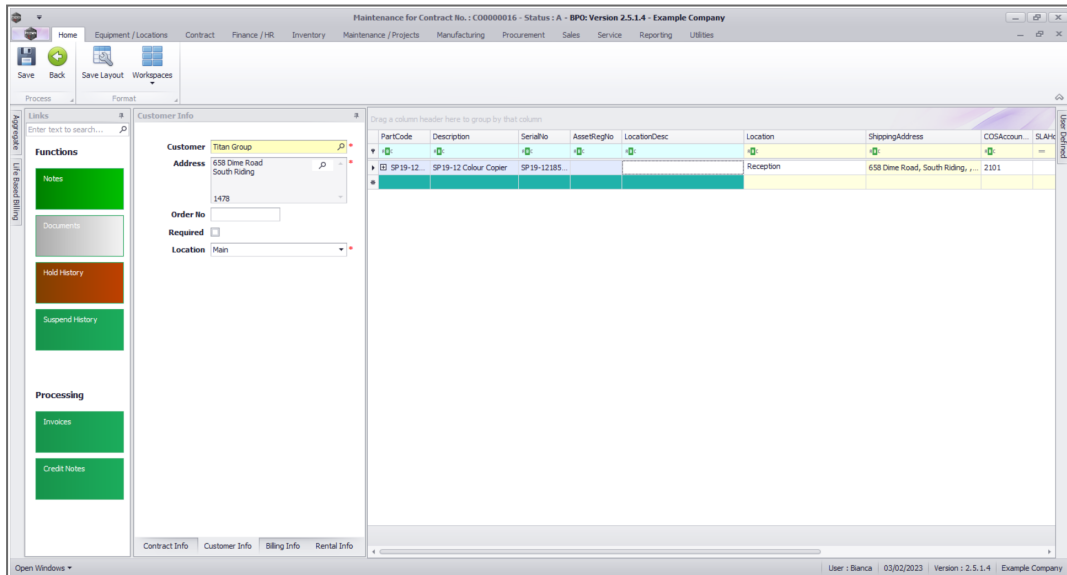 Maintenance for Contract No. : CO0000016 - Status : A - BPO: Version 2.5.1.4 - Example Company
Home Equipment / Locations Contract Finance / HR Inventory Maintenance / Projects Manufacturing Procurement Sales Service Reporting Utilities
Save Back Save Layout Workspaces
Process Format
Links
Enter text to search...
Functions
Notes
Documents
Hold History
Suspend History
Processing
Invoices
Credit Notes
Aggregate
Life Based Billing
Customer Info
Customer Titan Group *
Address 658 Dime Road *
South Riding
1478
Order No
Required
Location Main *
Contract Info Customer Info Billing Info Rental Info
Drag a column header here to group by that column
PartCode Description SerialNo AssetRegNo LocationDesc Location ShippingAddress COSAccoun... SLAHo
SP19-12... SP19-12 Colour Copier SP19-12185... Reception 658 Dime Road, South Riding, ,... 2101
User Defined
Open Windows
User : Bianca 03/02/2023 Version : 2.5.1.4 Example Company